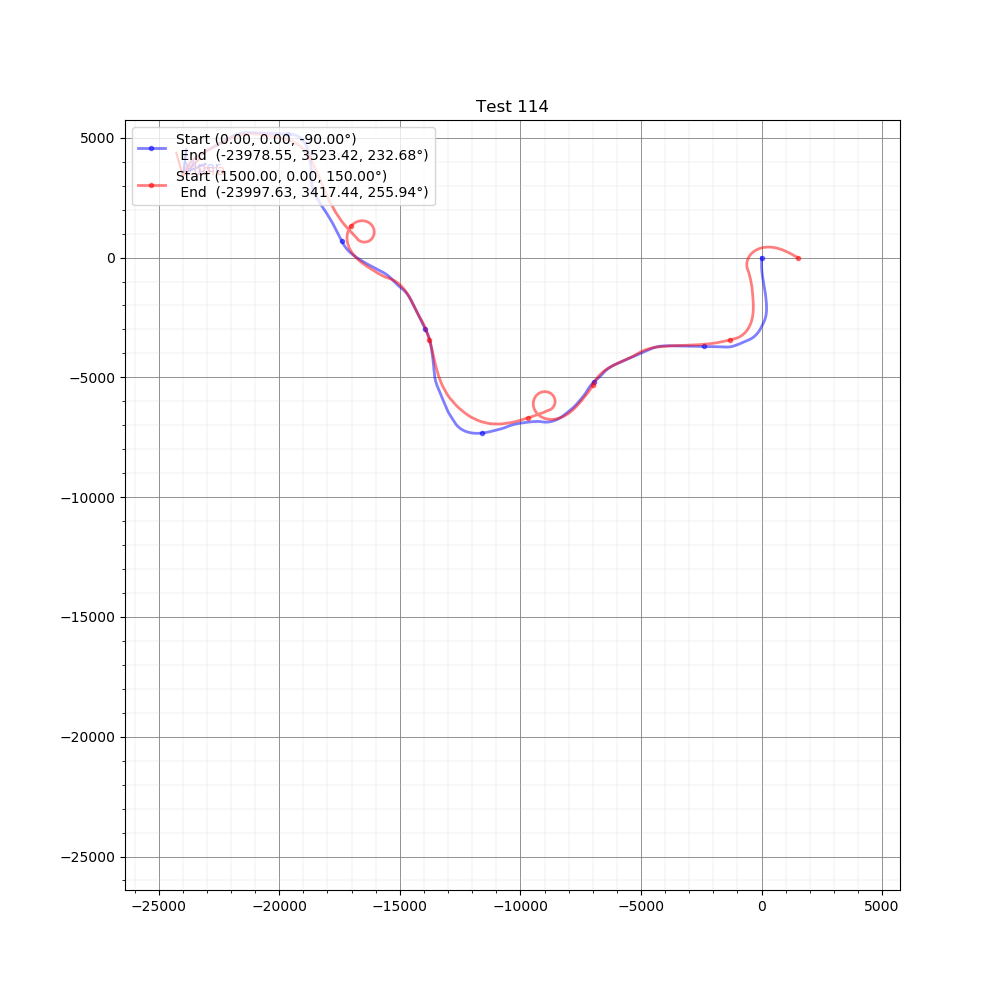 Test 114
Start (0.00, 0.00, -90.00°)
End (-23978.55, 3523.42, 232.68°)
Start (1500.00, 0.00, 150.00°)
End (-23997.63, 3417.44, 255.94°)
5000
0
−5000
−10000
−15000
−20000
−25000
−25000 −20000 −15000 −10000 −5000 0 5000